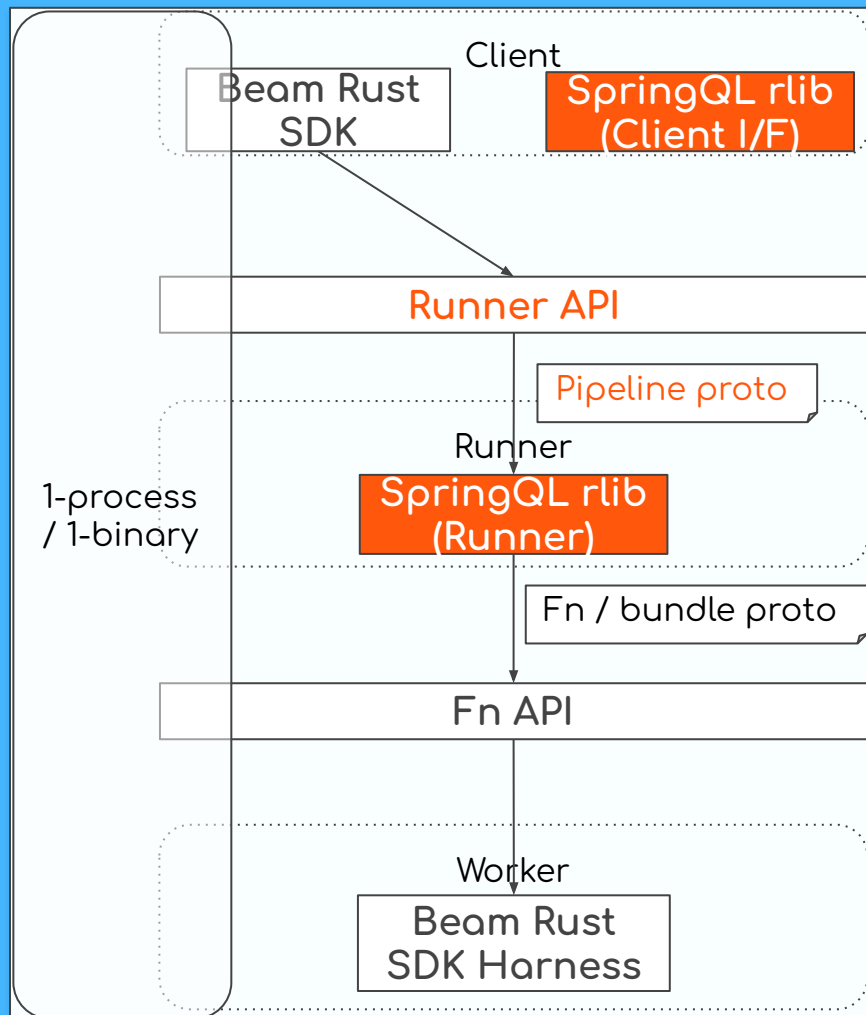 Client
Beam Rust
SDK
SpringQL rlib
(Client I/F)
Runner API
Pipeline proto
Runner
1-process
/ 1-binary
SpringQL rlib
(Runner)
Fn / bundle proto
Fn API
Worker
Beam Rust
SDK Harness